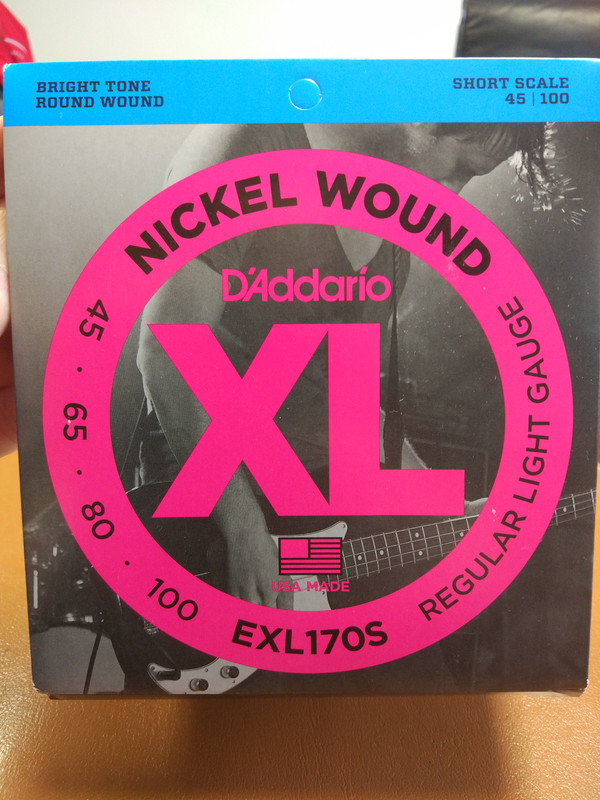 BRIGHT TONE
ROUND WOUND
SHORT SCALE
45 | 100
NICKEL WOUND
D'Addario
XL
USA MADE
45 · 65 · 80 · 100
EXL170S
REGULAR LIGHT GAUGE